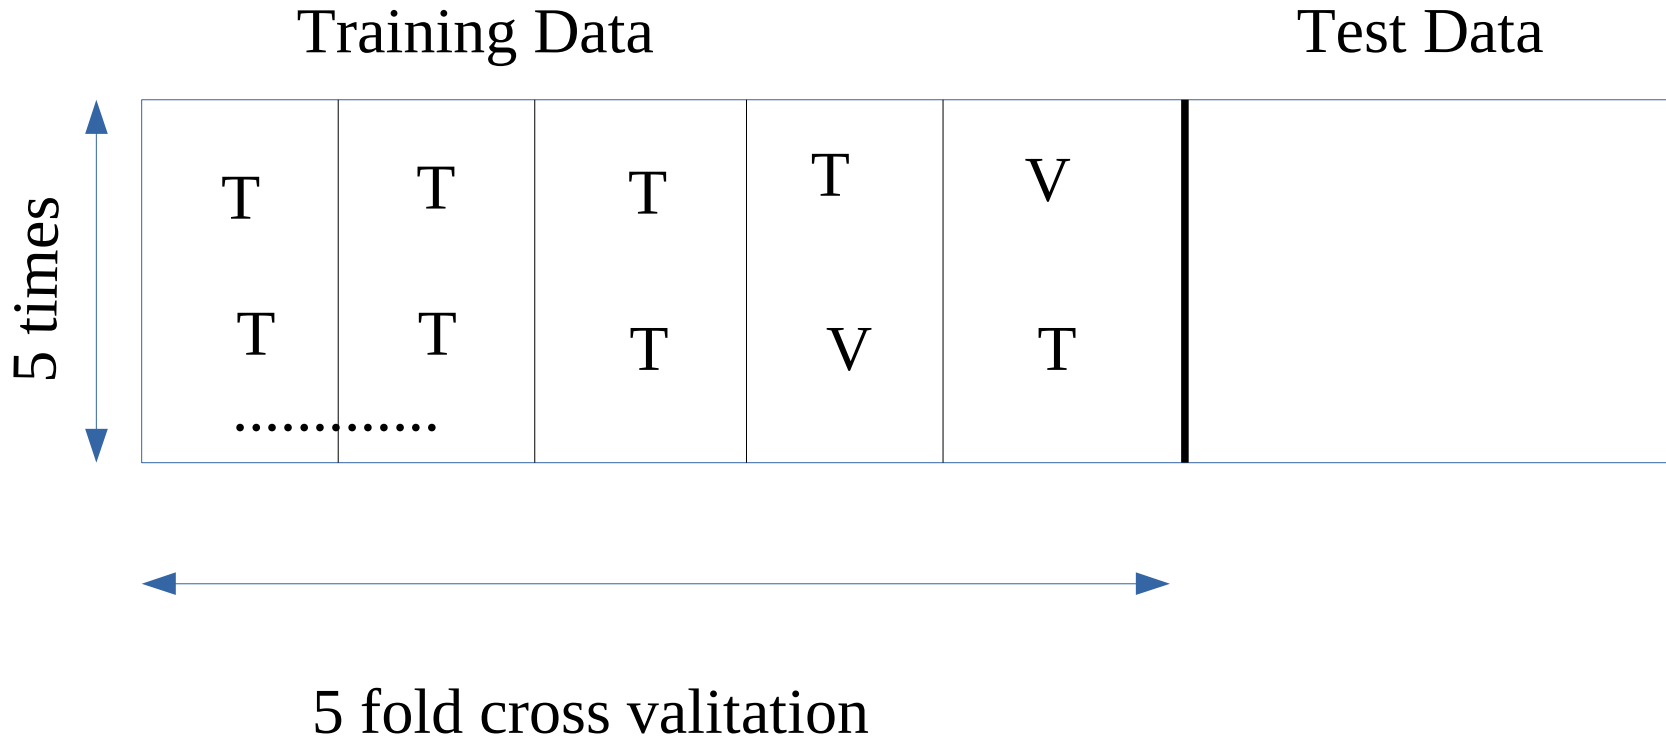 Training Data
Test Data
5 times
T T T T V
T T T V T
.............
5 fold cross valitation